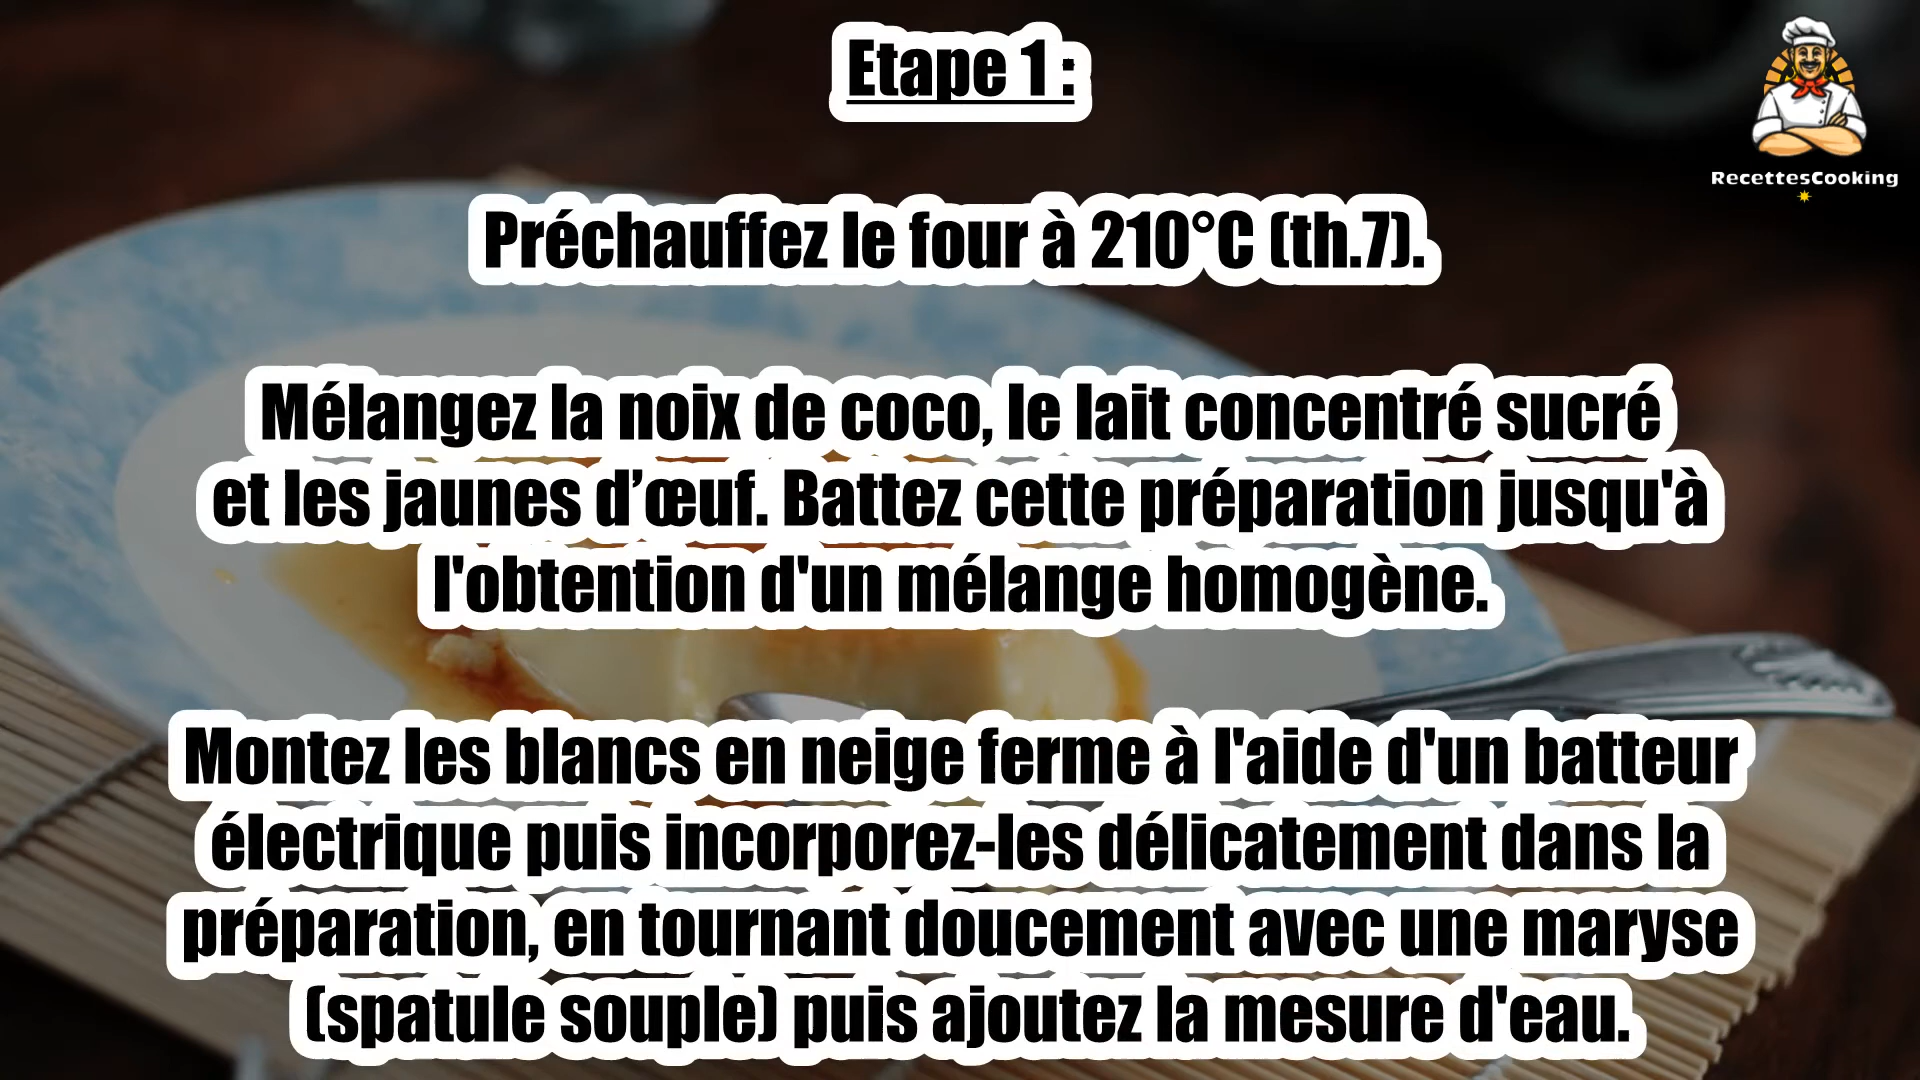 Etape 1 :
RecettesCooking
Préchauffez le four à 210°C (th.7).
Mélangez la noix de coco, le lait concentré sucré
et les jaunes d’œuf. Battez cette préparation jusqu'à
l'obtention d'un mélange homogène.
Montez les blancs en neige ferme à l'aide d'un batteur
électrique puis incorporez-les délicatement dans la
préparation, en tournant doucement avec une maryse
(spatule souple) puis ajoutez la mesure d'eau.